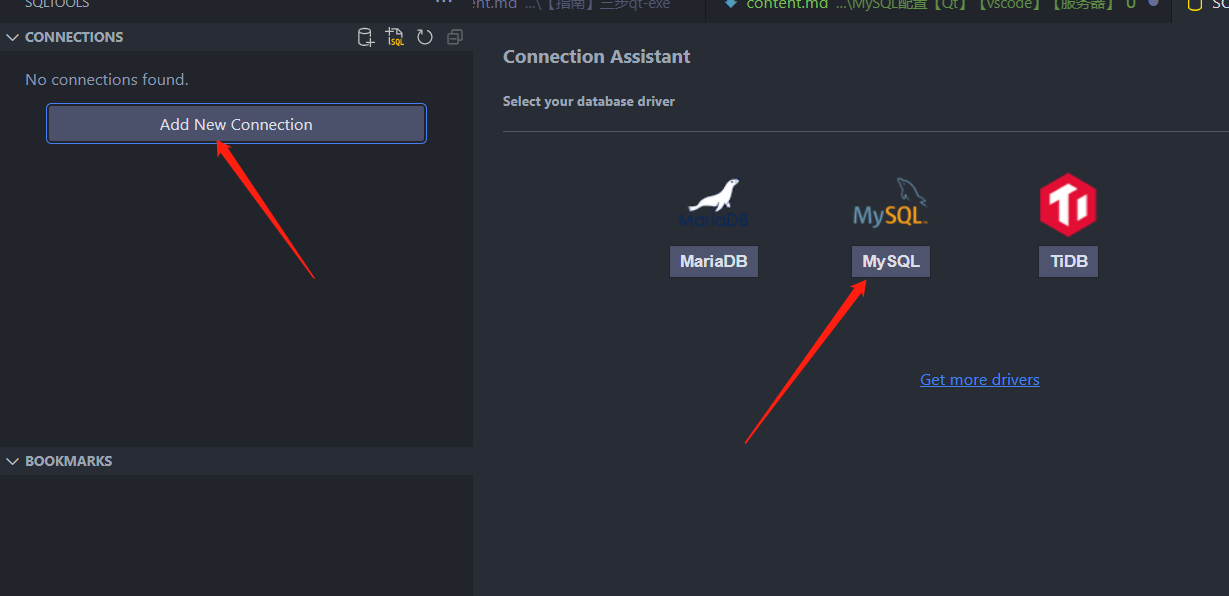 SQLTOOLS
ent.md ...\【指南】三步qt-exe
content.md ...\MySQL配置【Qt】【vscode】【服务器】 U
CONNECTIONS
SQL
No connections found.
Add New Connection
Connection Assistant
Select your database driver
MariaDB
MySQL
MariaDB
MySQL
TiDB
Get more drivers
BOOKMARKS